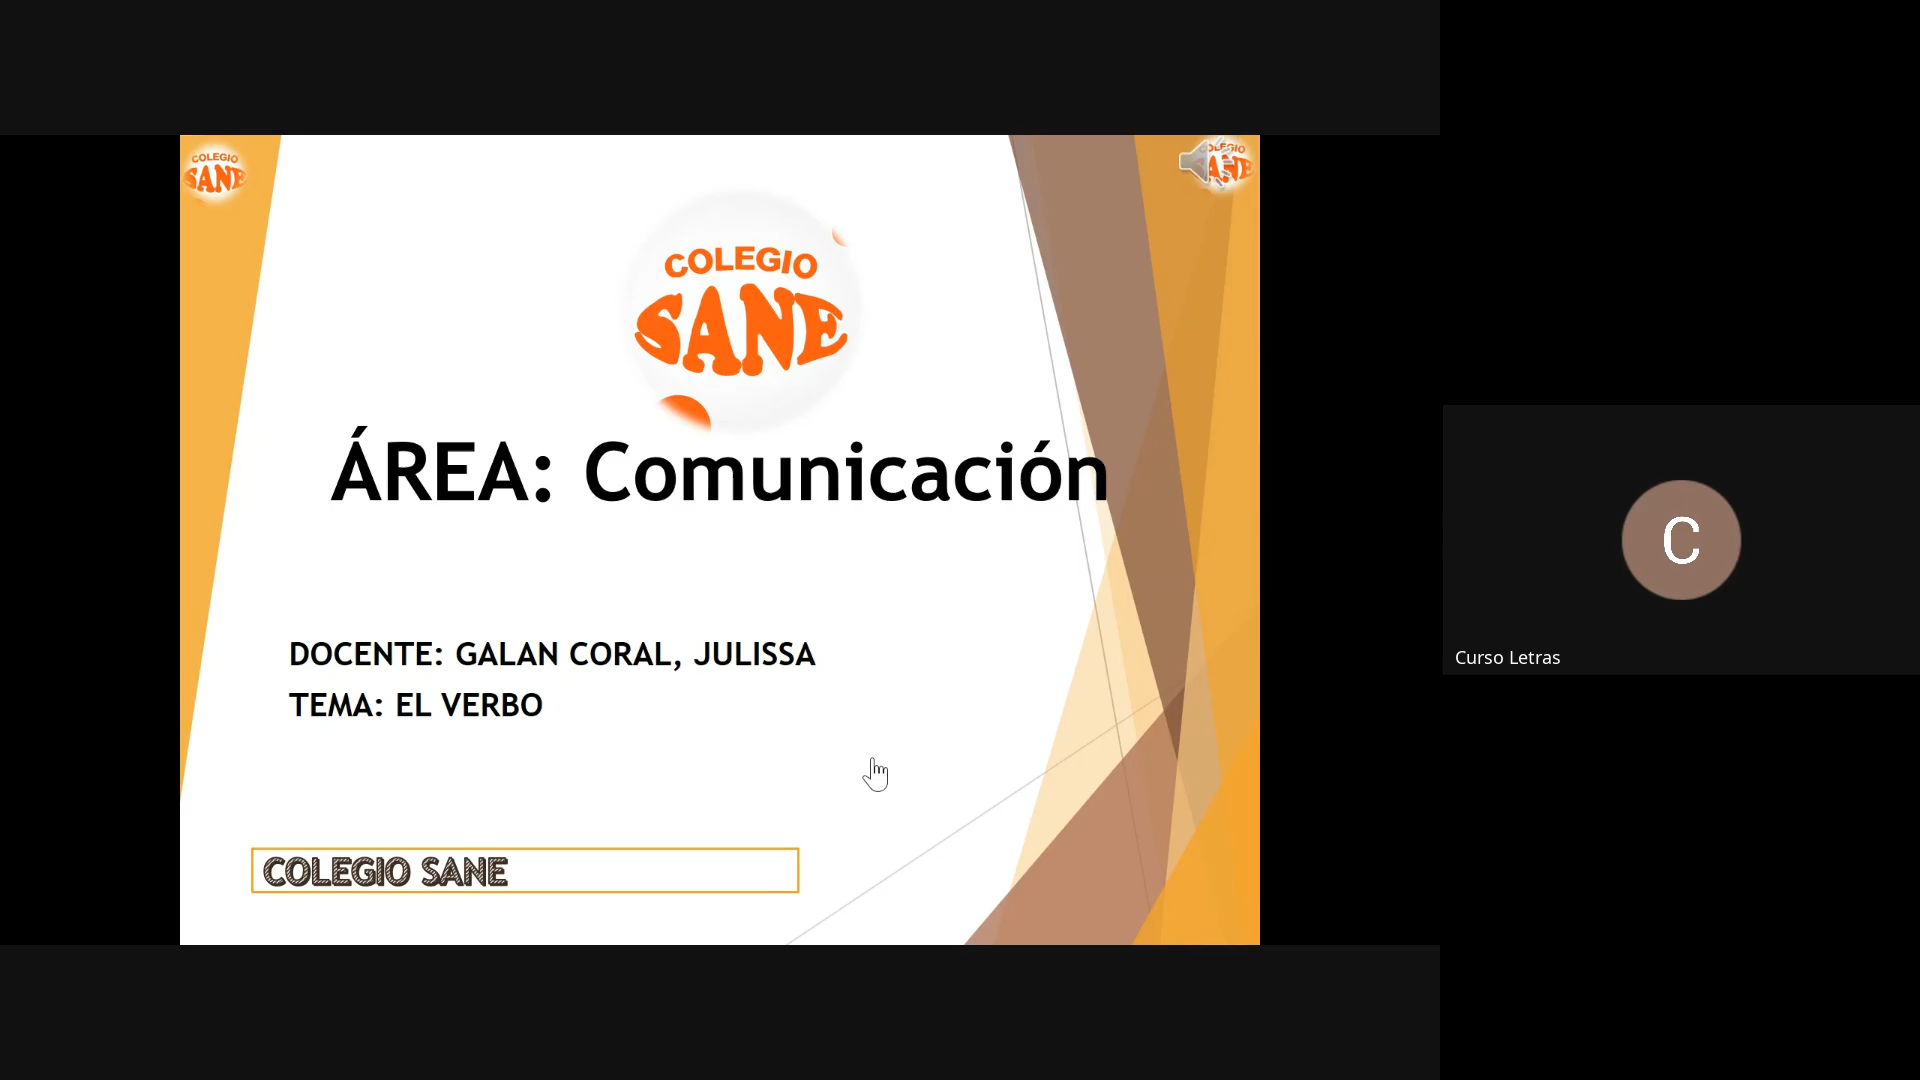 COLEGIO
SANE
COLEGIO
SANE
COLEGIO
SANE
ÁREA: Comunicación
DOCENTE: GALAN CORAL, JULISSA
TEMA: EL VERBO
COLEGIO SANE
C
Curso Letras